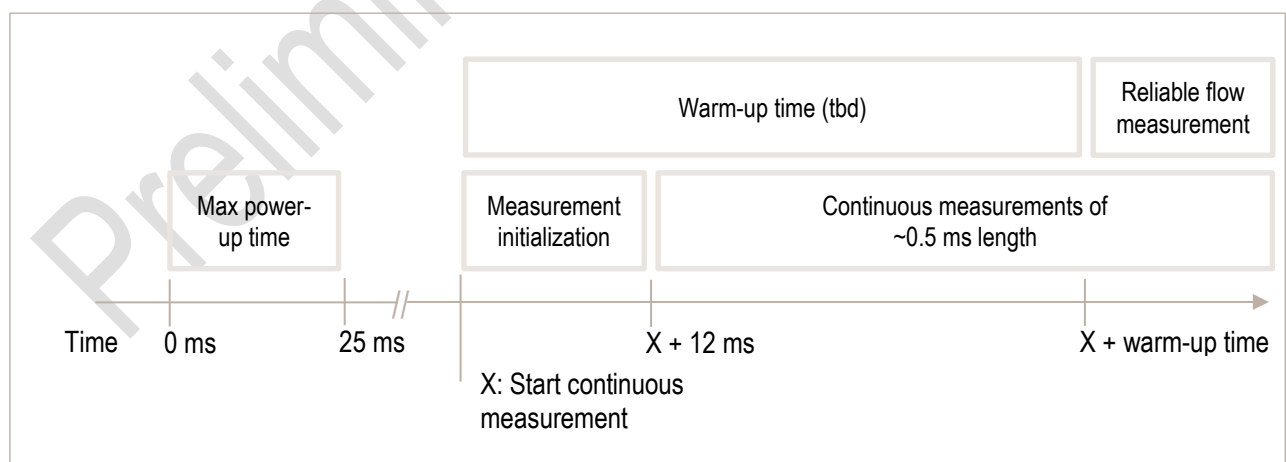 Prelimi
Warm-up time (tbd)
Reliable flow
measurement
Max power-
up time
Measurement
initialization
Continuous measurements of
~0.5 ms length
Time
0 ms
25 ms
X + 12 ms
X + warm-up time
X: Start continuous
measurement